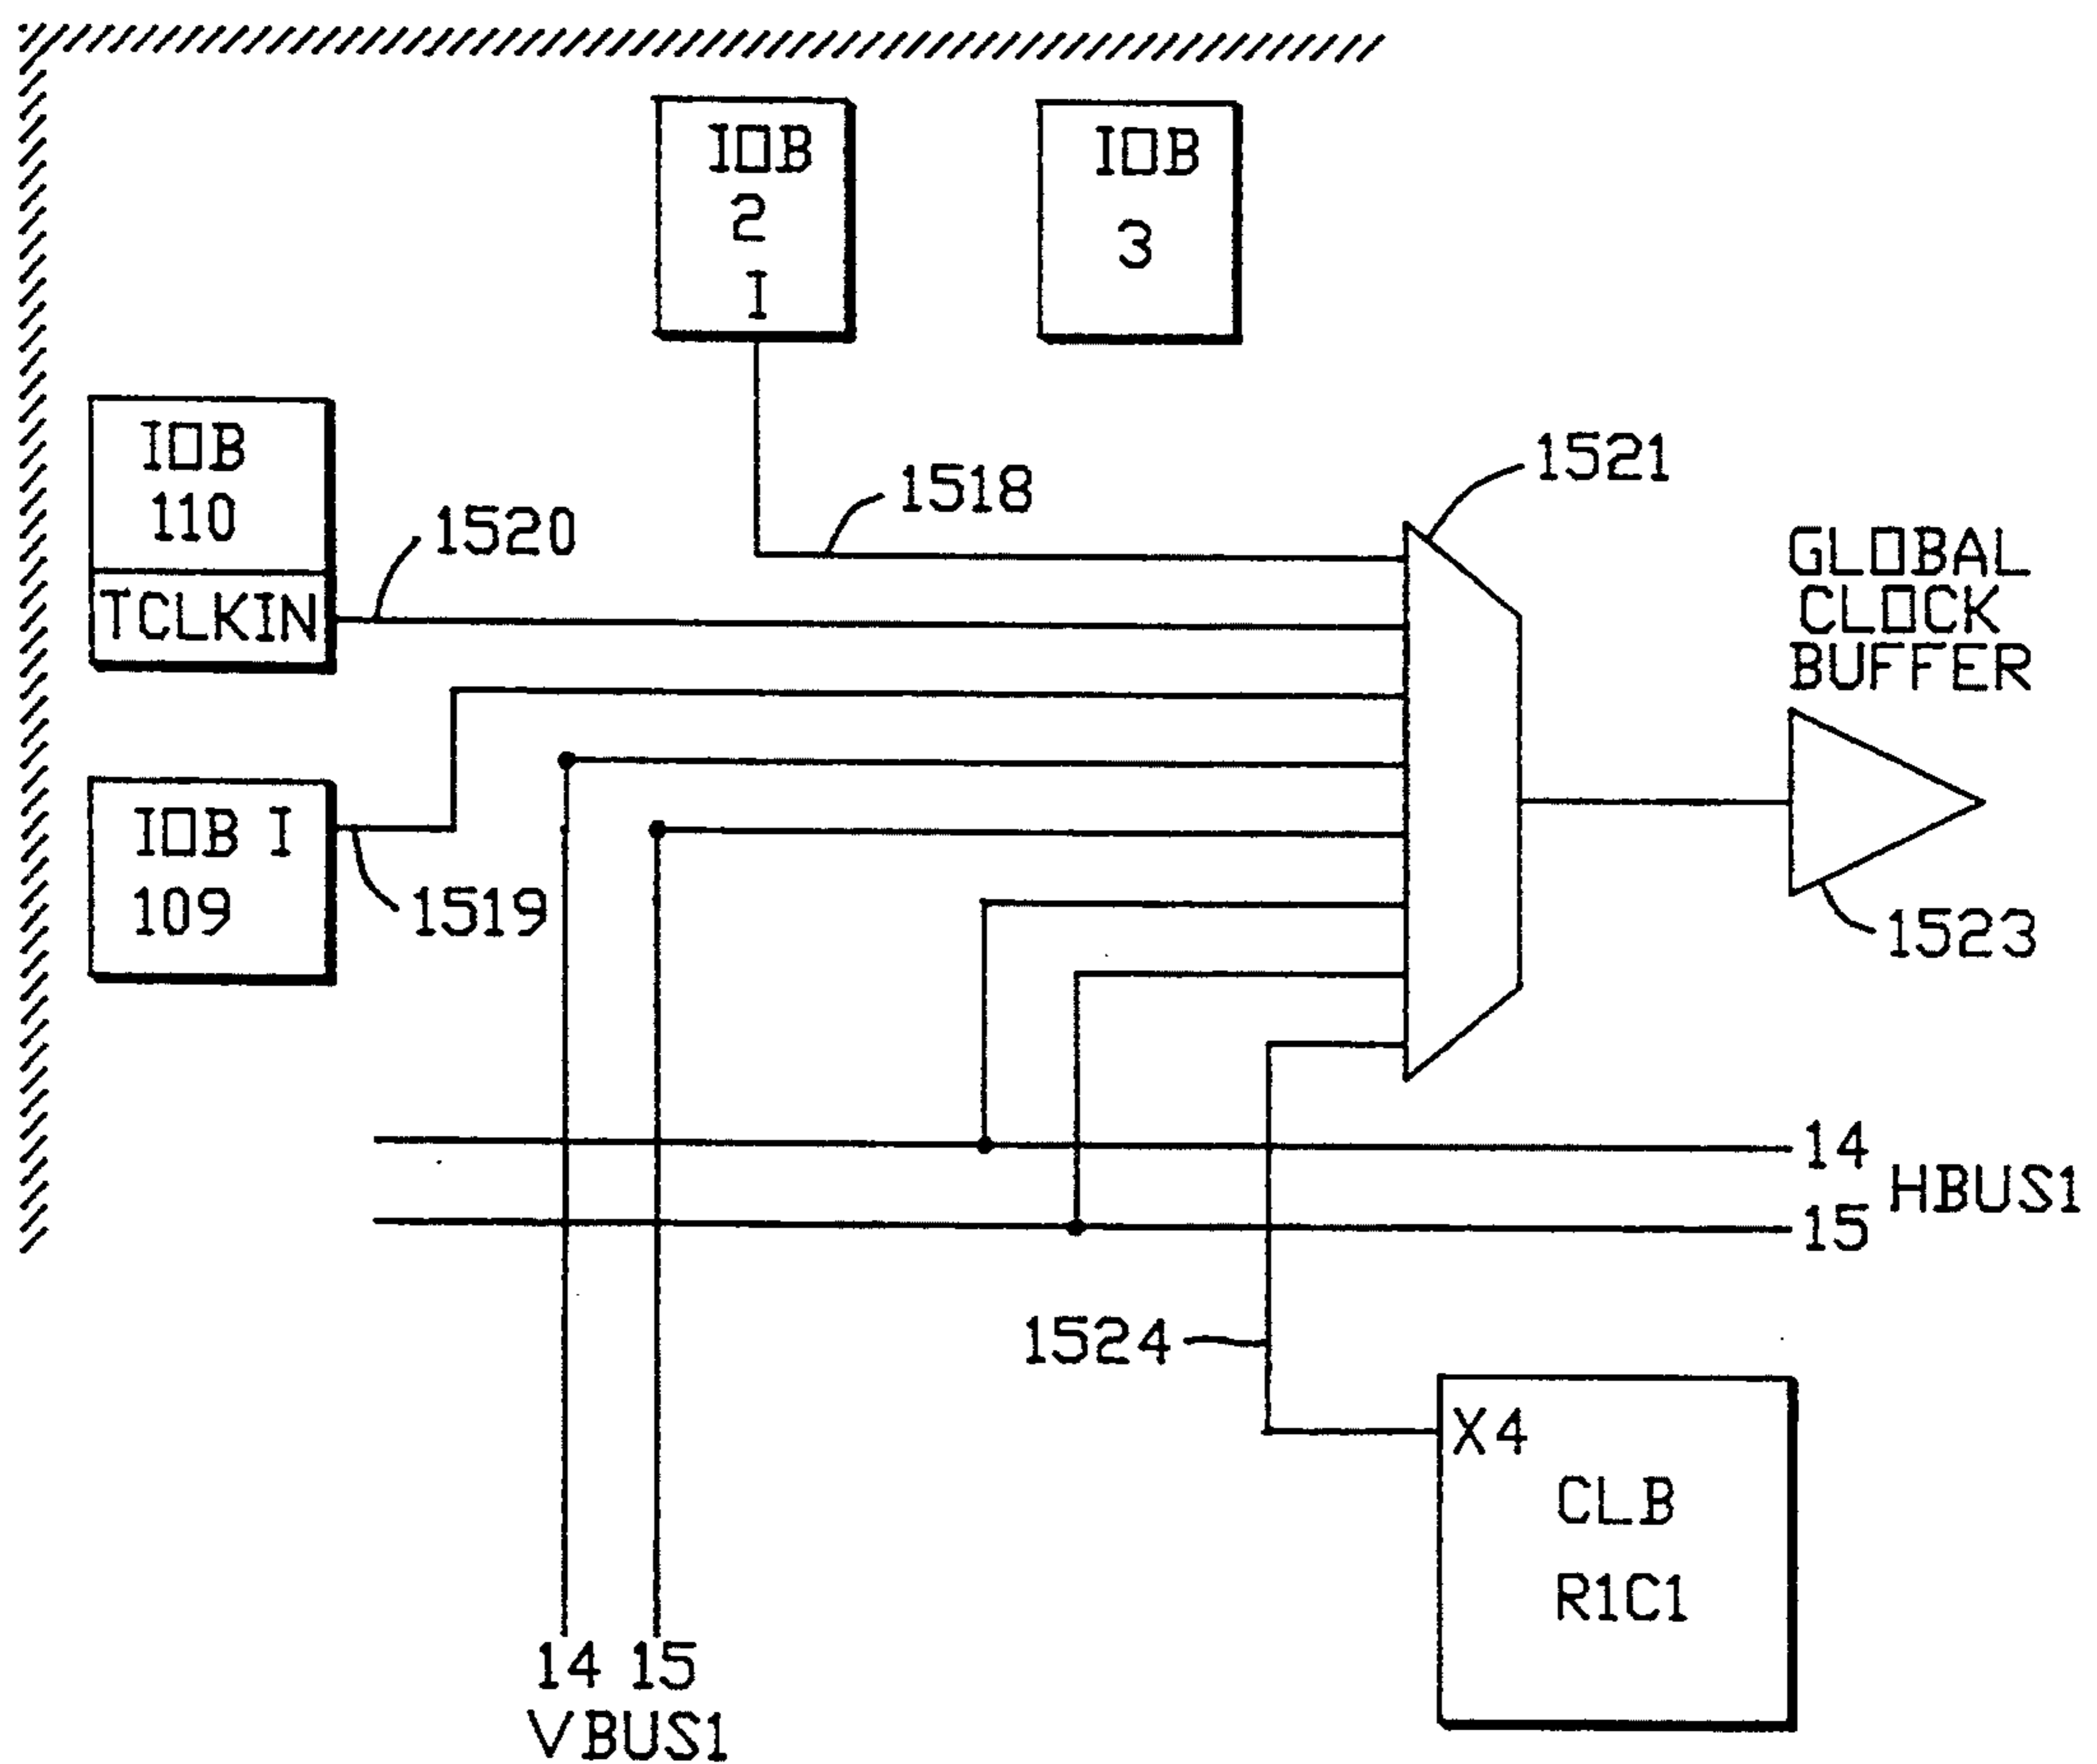 IOB
2
I
IOB
3
IOB
110
TCLKIN
1520
1518
1521
GLOBAL
CLOCK
BUFFER
IOB I
109
1519
1523
14
HBUS1
15
1524
X4
CLB
R1C1
14 15
VBUS1